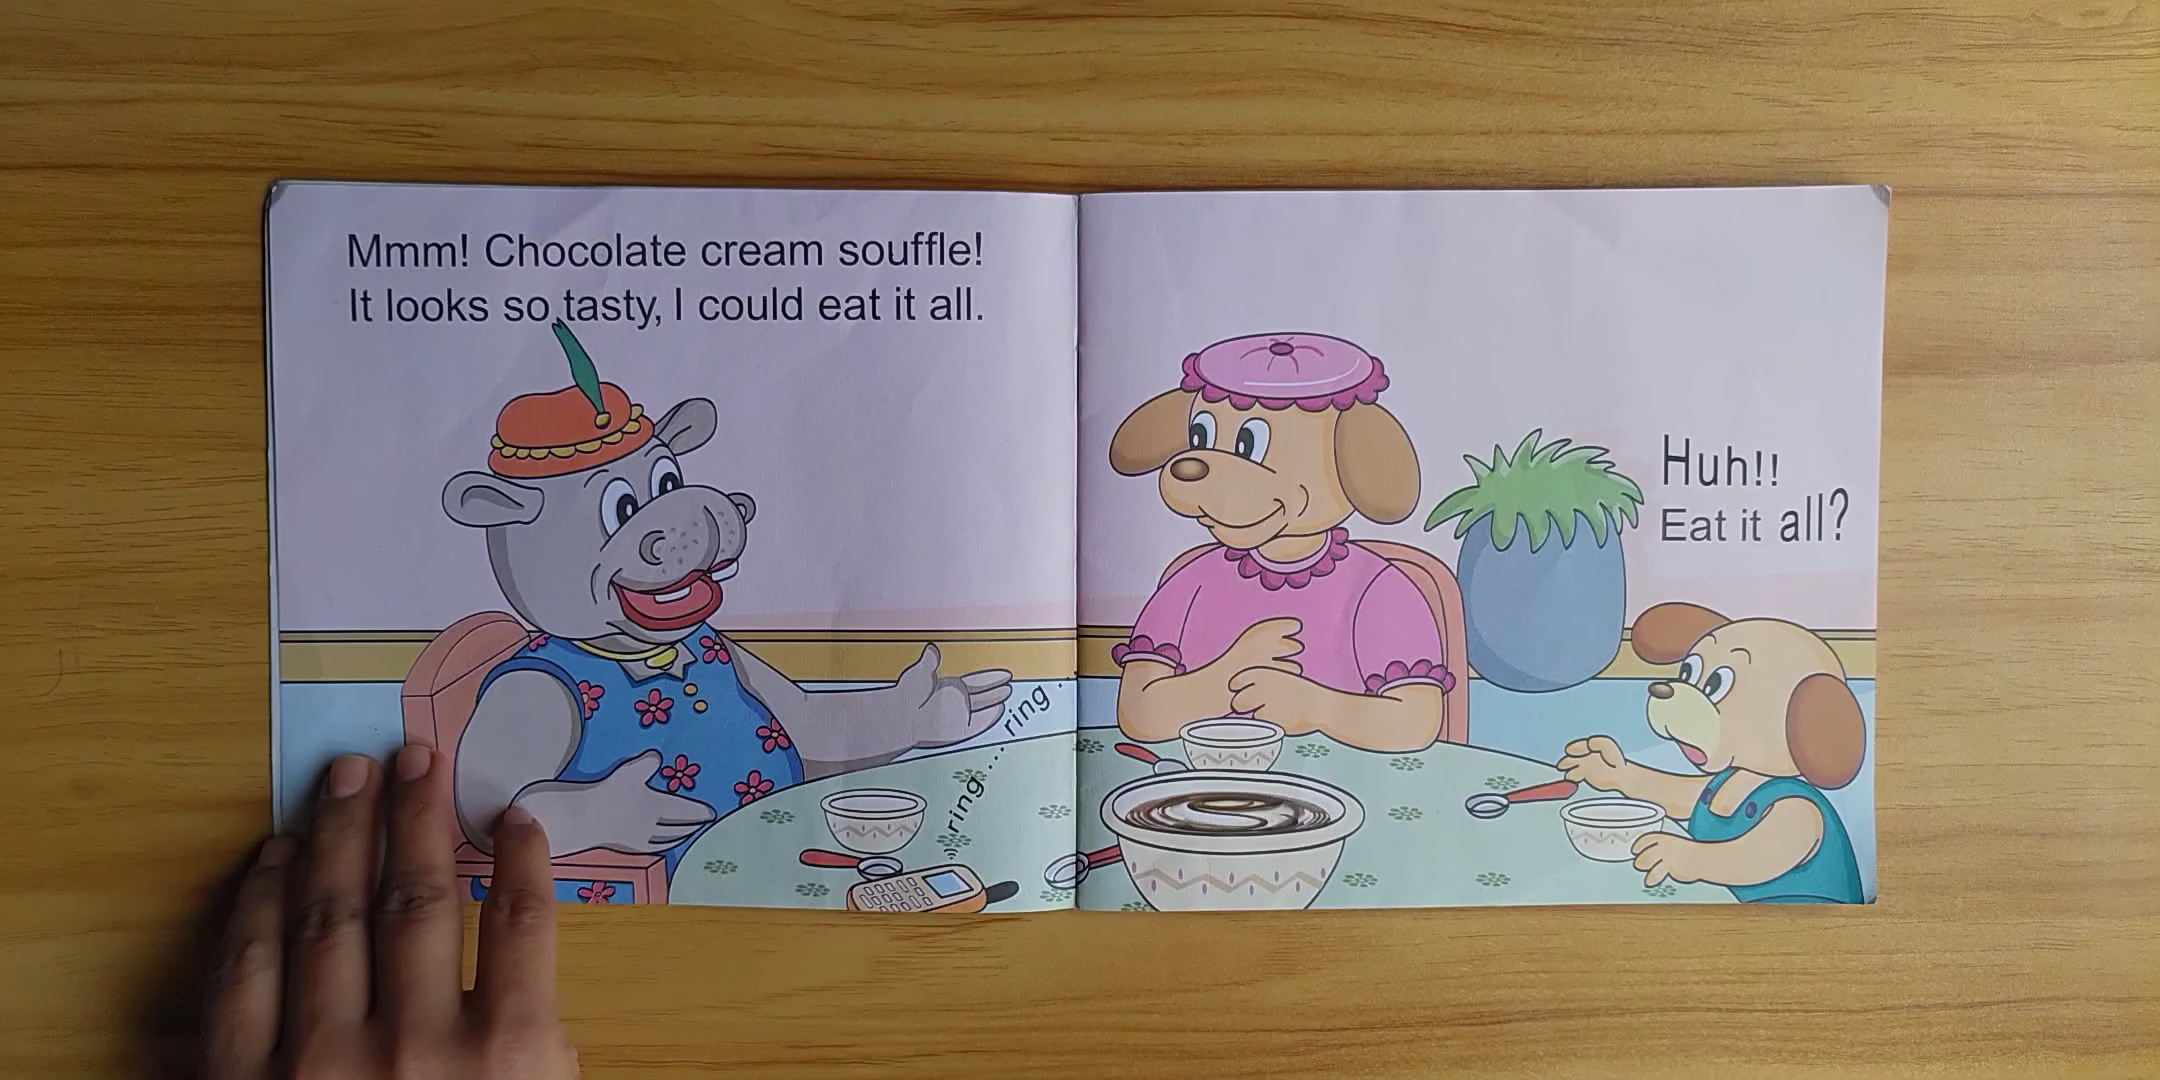 Mmm! Chocolate cream souffle!
It looks so tasty, I could eat it all.
ring ... ring ..
Huh!!
Eat it all?